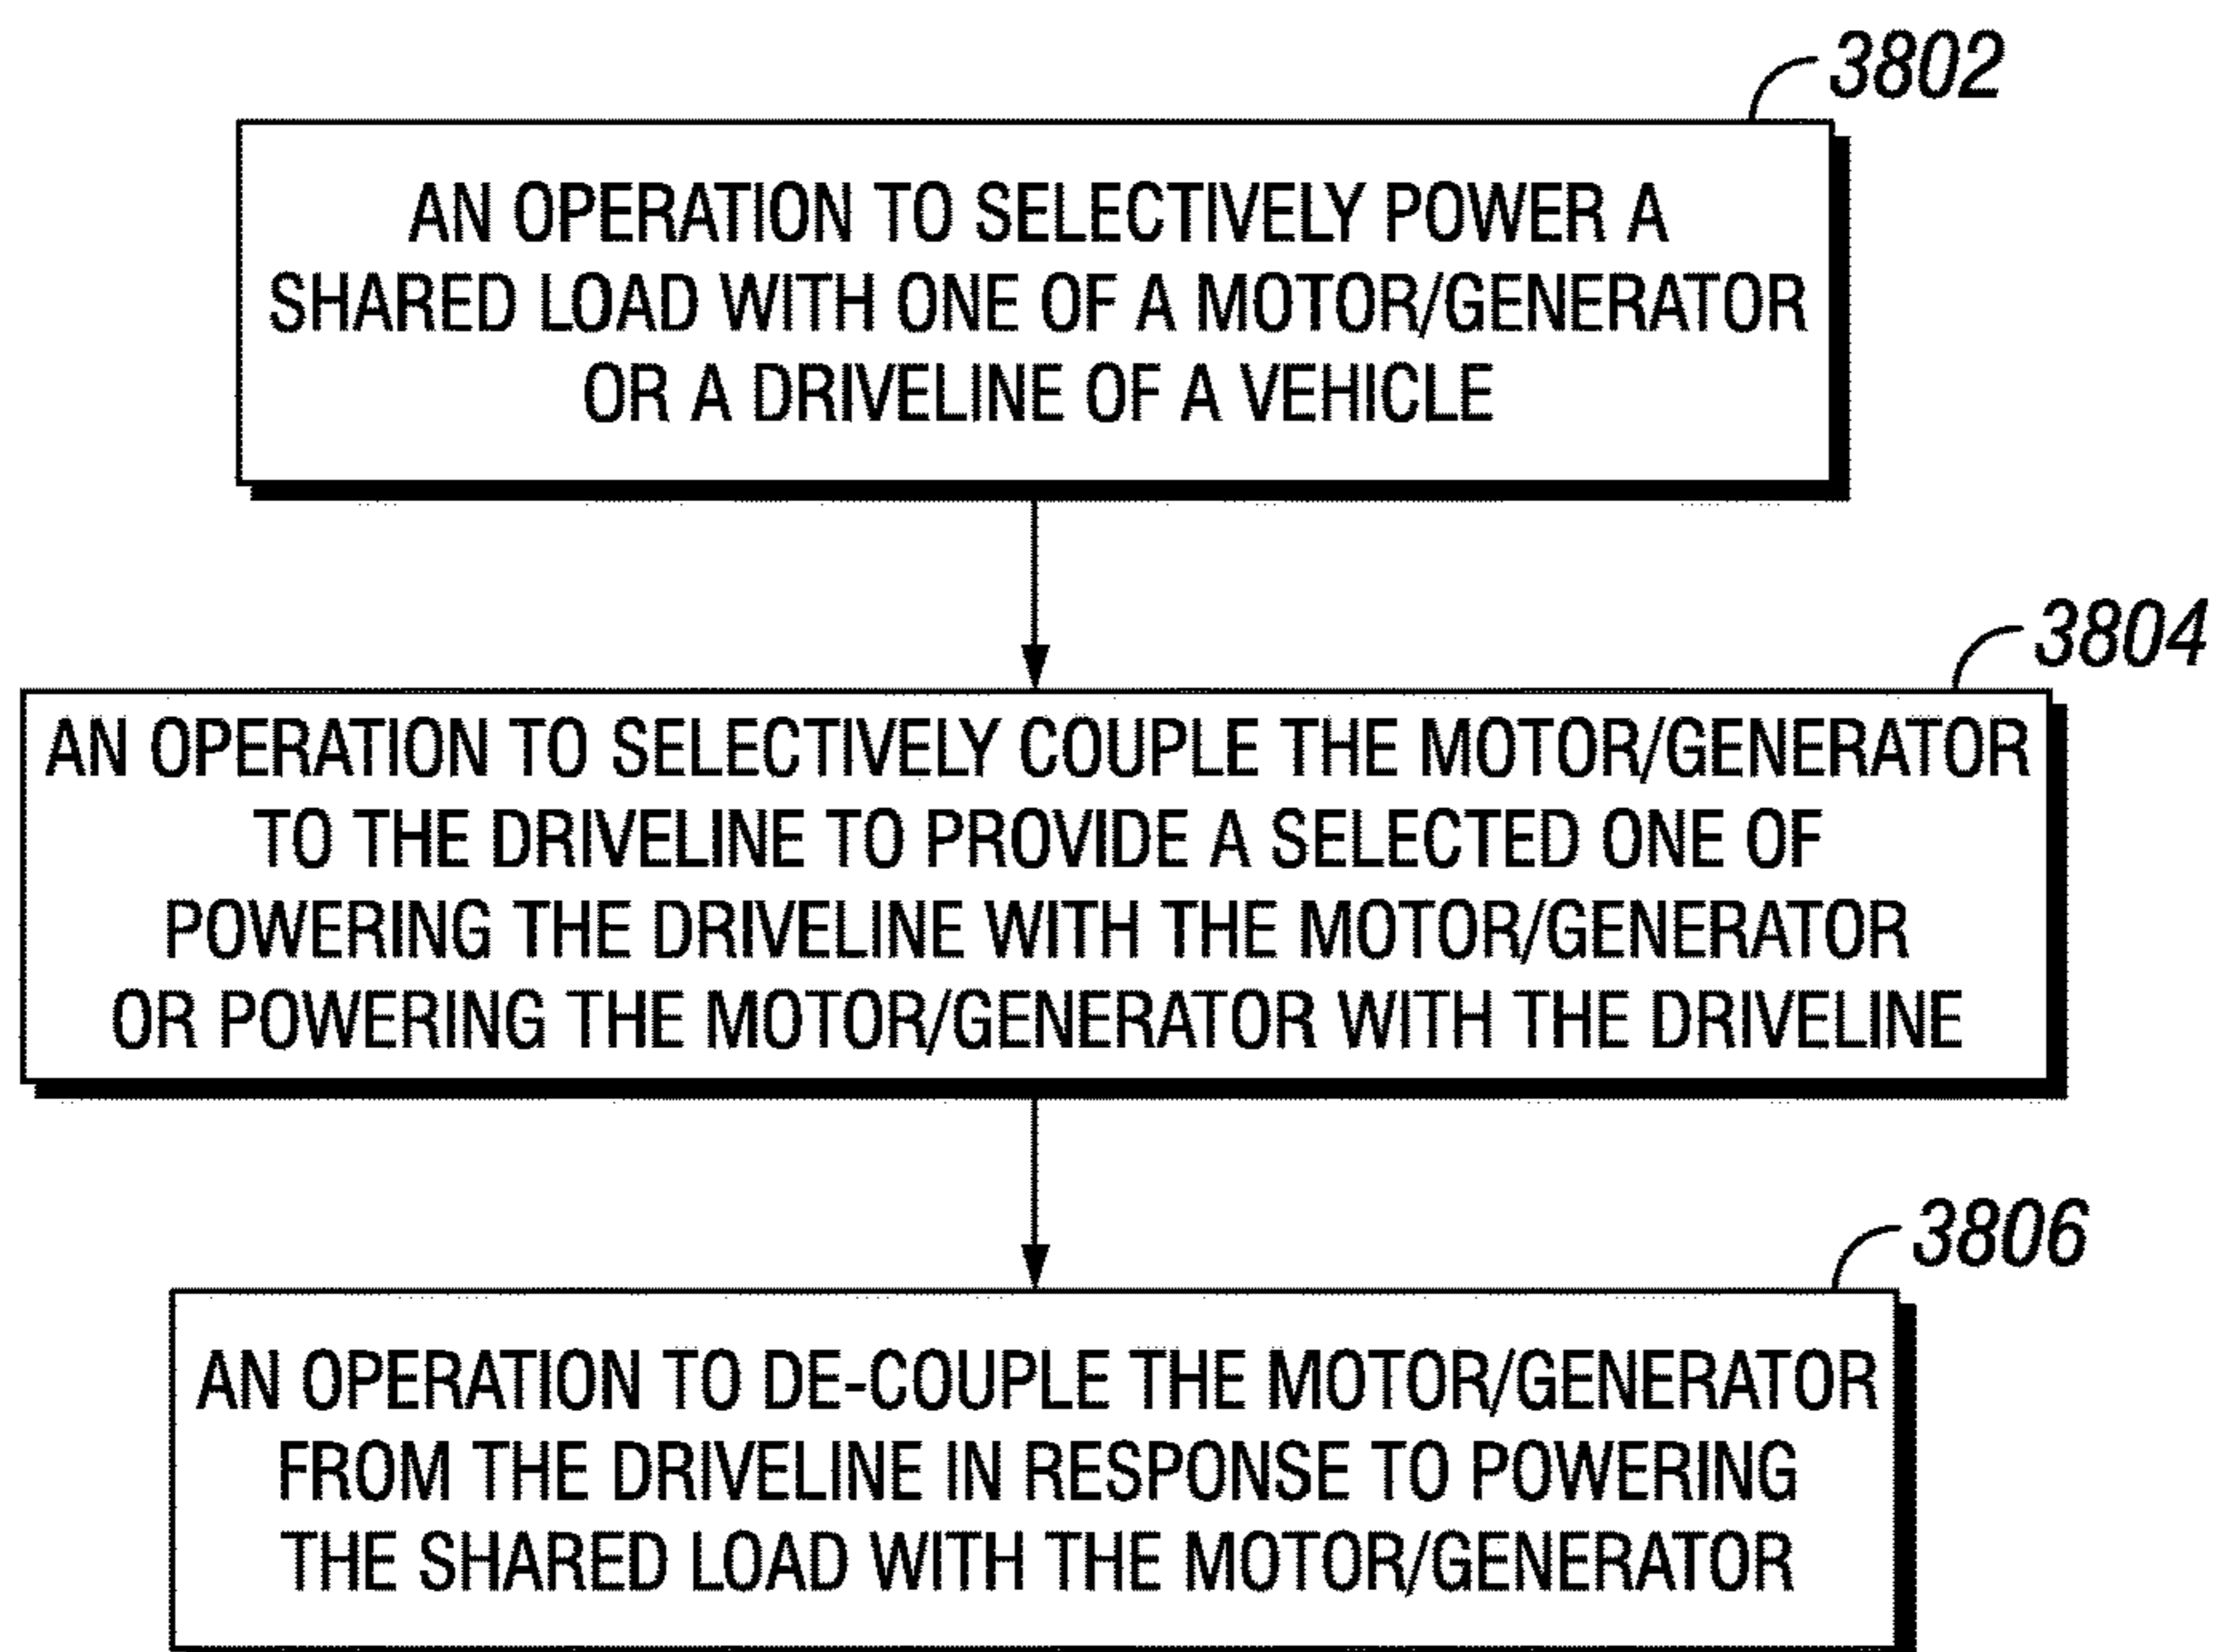 3802
AN OPERATION TO SELECTIVELY POWER A
SHARED LOAD WITH ONE OF A MOTOR/GENERATOR
OR A DRIVELINE OF A VEHICLE
3804
AN OPERATION TO SELECTIVELY COUPLE THE MOTOR/GENERATOR
TO THE DRIVELINE TO PROVIDE A SELECTED ONE OF
POWERING THE DRIVELINE WITH THE MOTOR/GENERATOR
OR POWERING THE MOTOR/GENERATOR WITH THE DRIVELINE
3806
AN OPERATION TO DE-COUPLE THE MOTOR/GENERATOR
FROM THE DRIVELINE IN RESPONSE TO POWERING
THE SHARED LOAD WITH THE MOTOR/GENERATOR